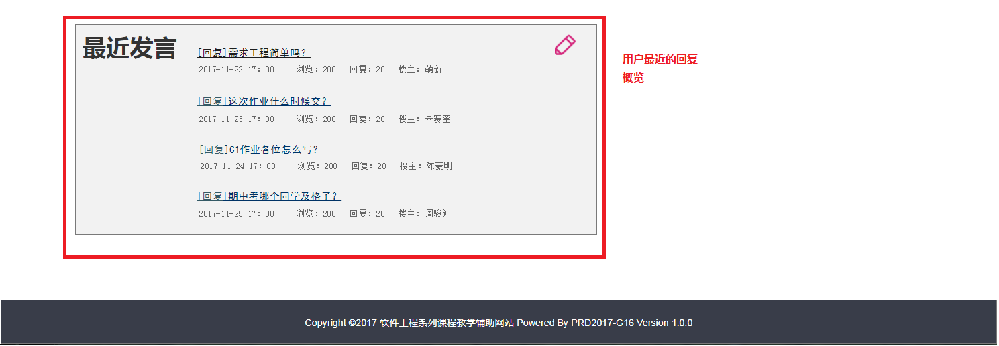 最近发言
[回复]需求工程简单吗？
2017-11-22 17：00 浏览：200 回复：20 楼主：萌新
[回复]这次作业什么时候交？
2017-11-23 17：00 浏览：200 回复：20 楼主：朱赛奎
[回复]C1作业各位怎么写？
2017-11-24 17：00 浏览：200 回复：20 楼主：陈豪明
[回复]期中考哪个同学及格了？
2017-11-25 17：00 浏览：200 回复：20 楼主：周骏迪
用户最近的回复
概览
Copyright ©2017 软件工程系列课程教学辅助网站 Powered By PRD2017-G16 Version 1.0.0